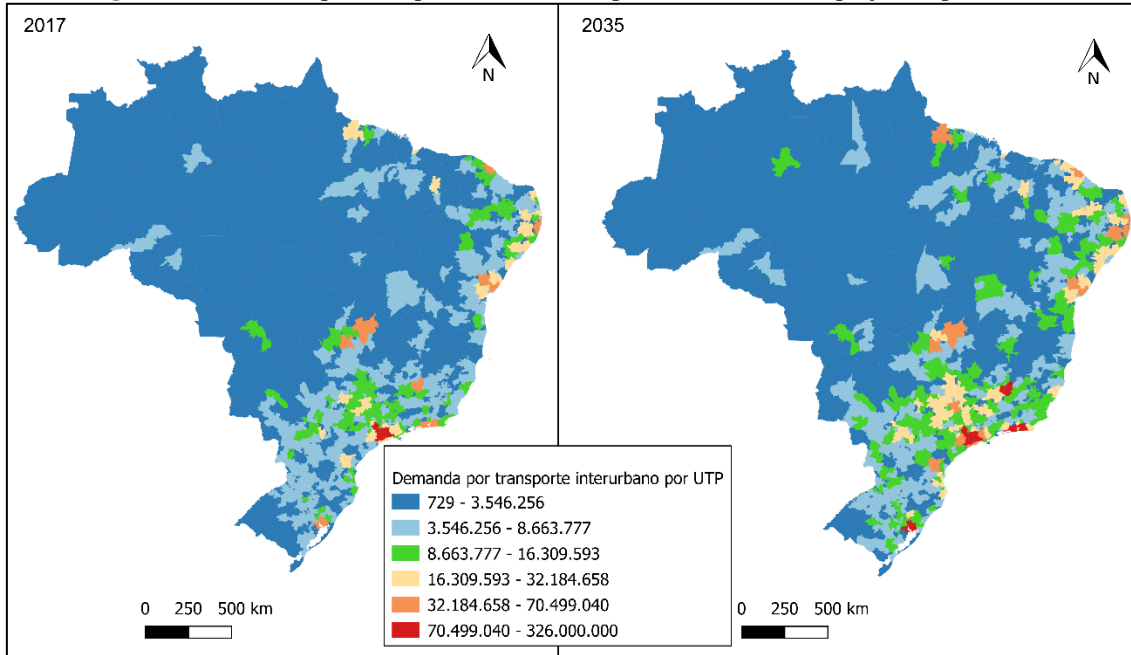 2017
N
2035
N
Demanda por transporte interurbano por UTP
729 - 3.546.256
3.546.256 - 8.663.777
8.663.777 - 16.309.593
16.309.593 - 32.184.658
32.184.658 - 70.499.040
70.499.040 - 326.000.000
0 250 500 km
0 250 500 km